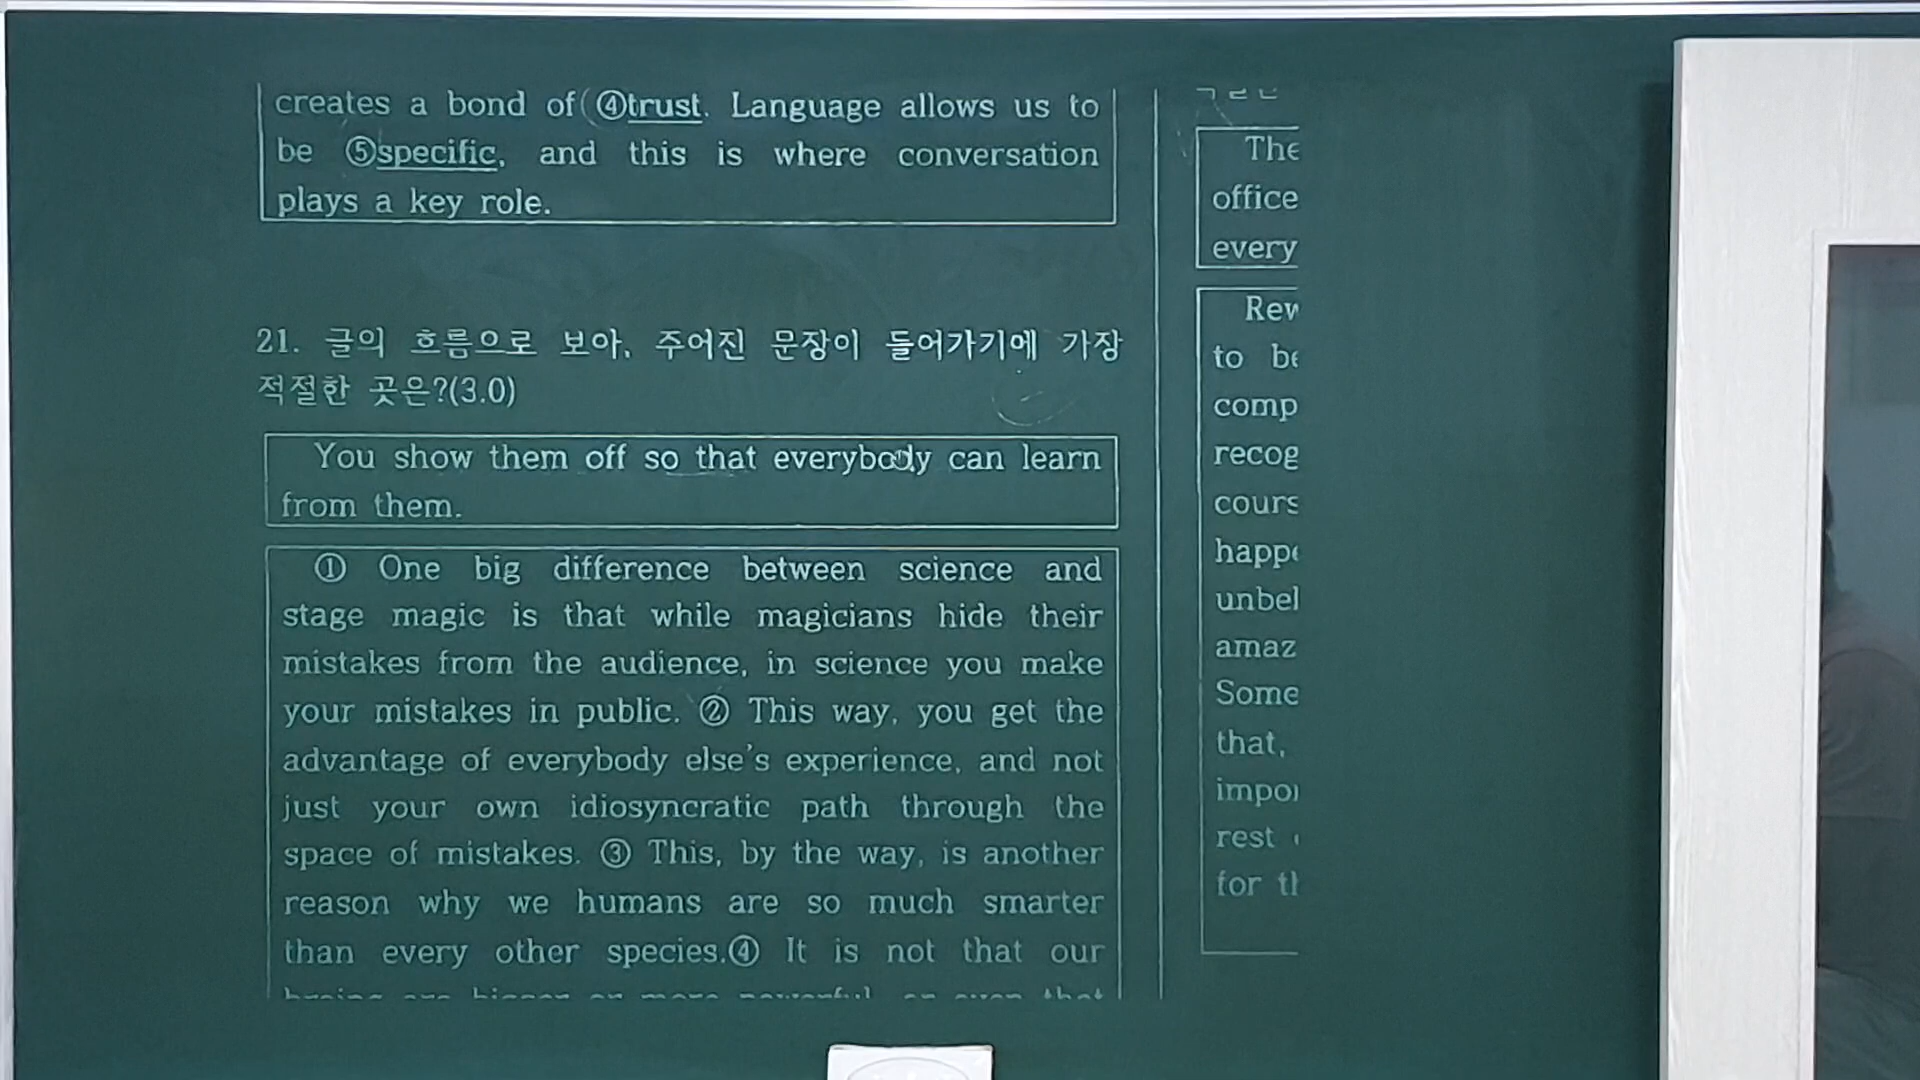 creates a bond of ④trust. Language allows us to
be ⑤specific, and this is where conversation
plays a key role.
21. 글의 흐름으로 보아, 주어진 문장이 들어가기에 가장
적절한 곳은?(3.0)
You show them off so that everybody can learn
from them.
① One big difference between science and
stage magic is that while magicians hide their
mistakes from the audience, in science you make
your mistakes in public. ② This way, you get the
advantage of everybody else's experience, and not
just your own idiosyncratic path through the
space of mistakes. ③ This, by the way, is another
reason why we humans are so much smarter
than every other species.④ It is not that our
The
office
every
Rew
to be
comp
recog
cours
happe
unbel
amaz
Some
that,
impor
rest
for th